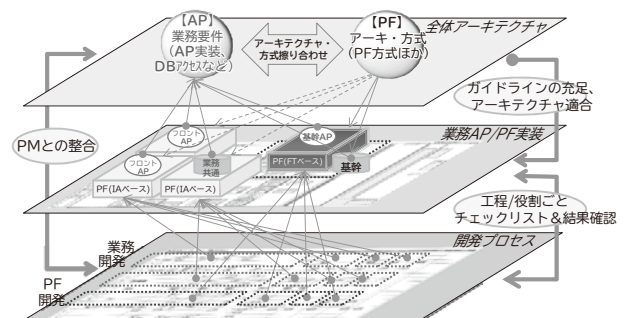 【AP】
業務要件
(AP実装、
DBアクセスなど)
アーキテクチャ・
方式擦り合わせ
【PF】
アーキ・方式
(PF方式ほか)
全体アーキテクチャ
ガイドラインの充足、
アーキテクチャ適合
PMとの整合
フロント
AP
フロント
AP
業務
共通
PF(IAベース)
PF(IAベース)
基幹AP
PF(FTベース)
基幹
業務AP/PF実装
工程/役割ごと
チェックリスト&結果確認
開発プロセス
業務
開発
PF
開発